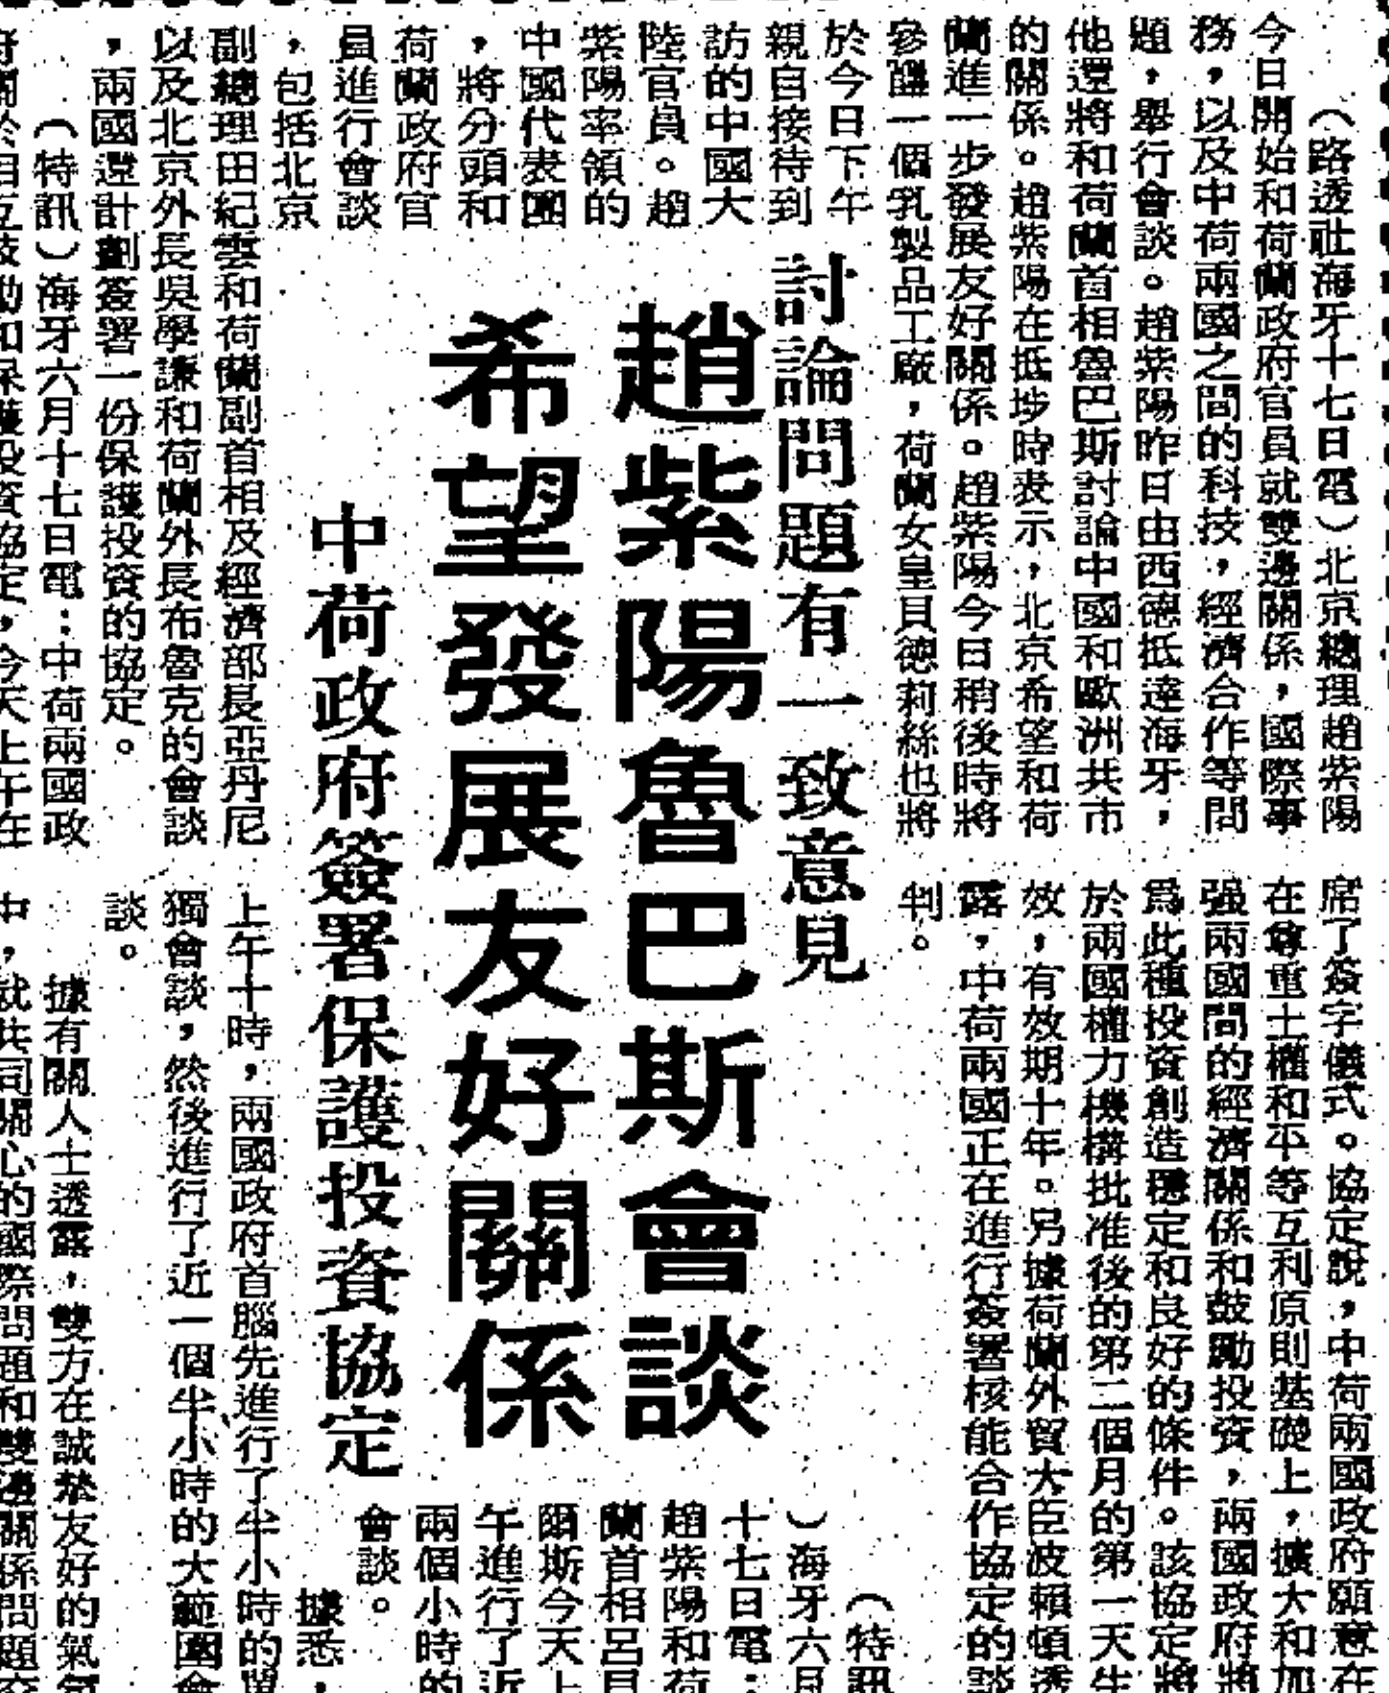 討論問題有一致意見
趙紫陽魯巴斯會談
希望發展友好關係
中荷政府簽署保護投資協定
（路透社海牙十七日電）北京總理趙紫陽
今日開始和荷蘭政府官員就雙邊關係，國際事
務，以及中荷兩國之間的科技，經濟合作等問
題，舉行會談。趙紫陽昨日由西德抵達海牙，
他還將和荷蘭首相魯巴斯討論中國和歐洲共市
的關係。趙紫陽在抵埗時表示，北京希望和荷
蘭進一步發展友好關係。趙紫陽今日稍後時將
參觀一個乳製品工廠，荷蘭女皇貝德莉絲也將
於今日下午
親自接待到
訪的中國大
陸官員。趙
紫陽率領的
中國代表團
，將分頭和
荷蘭政府官
員進行會談
，包括北京
副總理田紀雲和荷蘭副首相及經濟部長亞丹尼
以及北京外長吳學謙和荷蘭外長布魯克的會談
，兩國還計劃簽署一份保護投資的協定。
（特訊）海牙六月十七日電：中荷兩國政
府關於相互鼓勵和保護投資協定，今天上午在
席了簽字儀式。協定說，中荷兩國政府願意在
在尊重主權和平等互利原則基礎上，擴大和加
强兩國間的經濟關係和鼓勵投資，兩國政府將
爲此種投資創造穩定和良好的條件。該協定將
於兩國權力機構批准後的第二個月的第一天生
效，有效期十年。另據荷蘭外貿大臣波賴頓透
露，中荷兩國正在進行簽署核能合作協定的談
判。
（特訊
）海牙六月
十七日電：
趙紫陽和荷
蘭首相呂貝
爾斯今天上
午進行了近
兩個小時的
會談。
據悉，
上午十時，兩國政府首腦先進行了半小時的單
獨會談，然後進行了近一個半小時的大範圍會
談。
據有關人士透露，雙方在誠摯友好的氣氛
中，就共同關心的國際問題和雙邊關係問題交